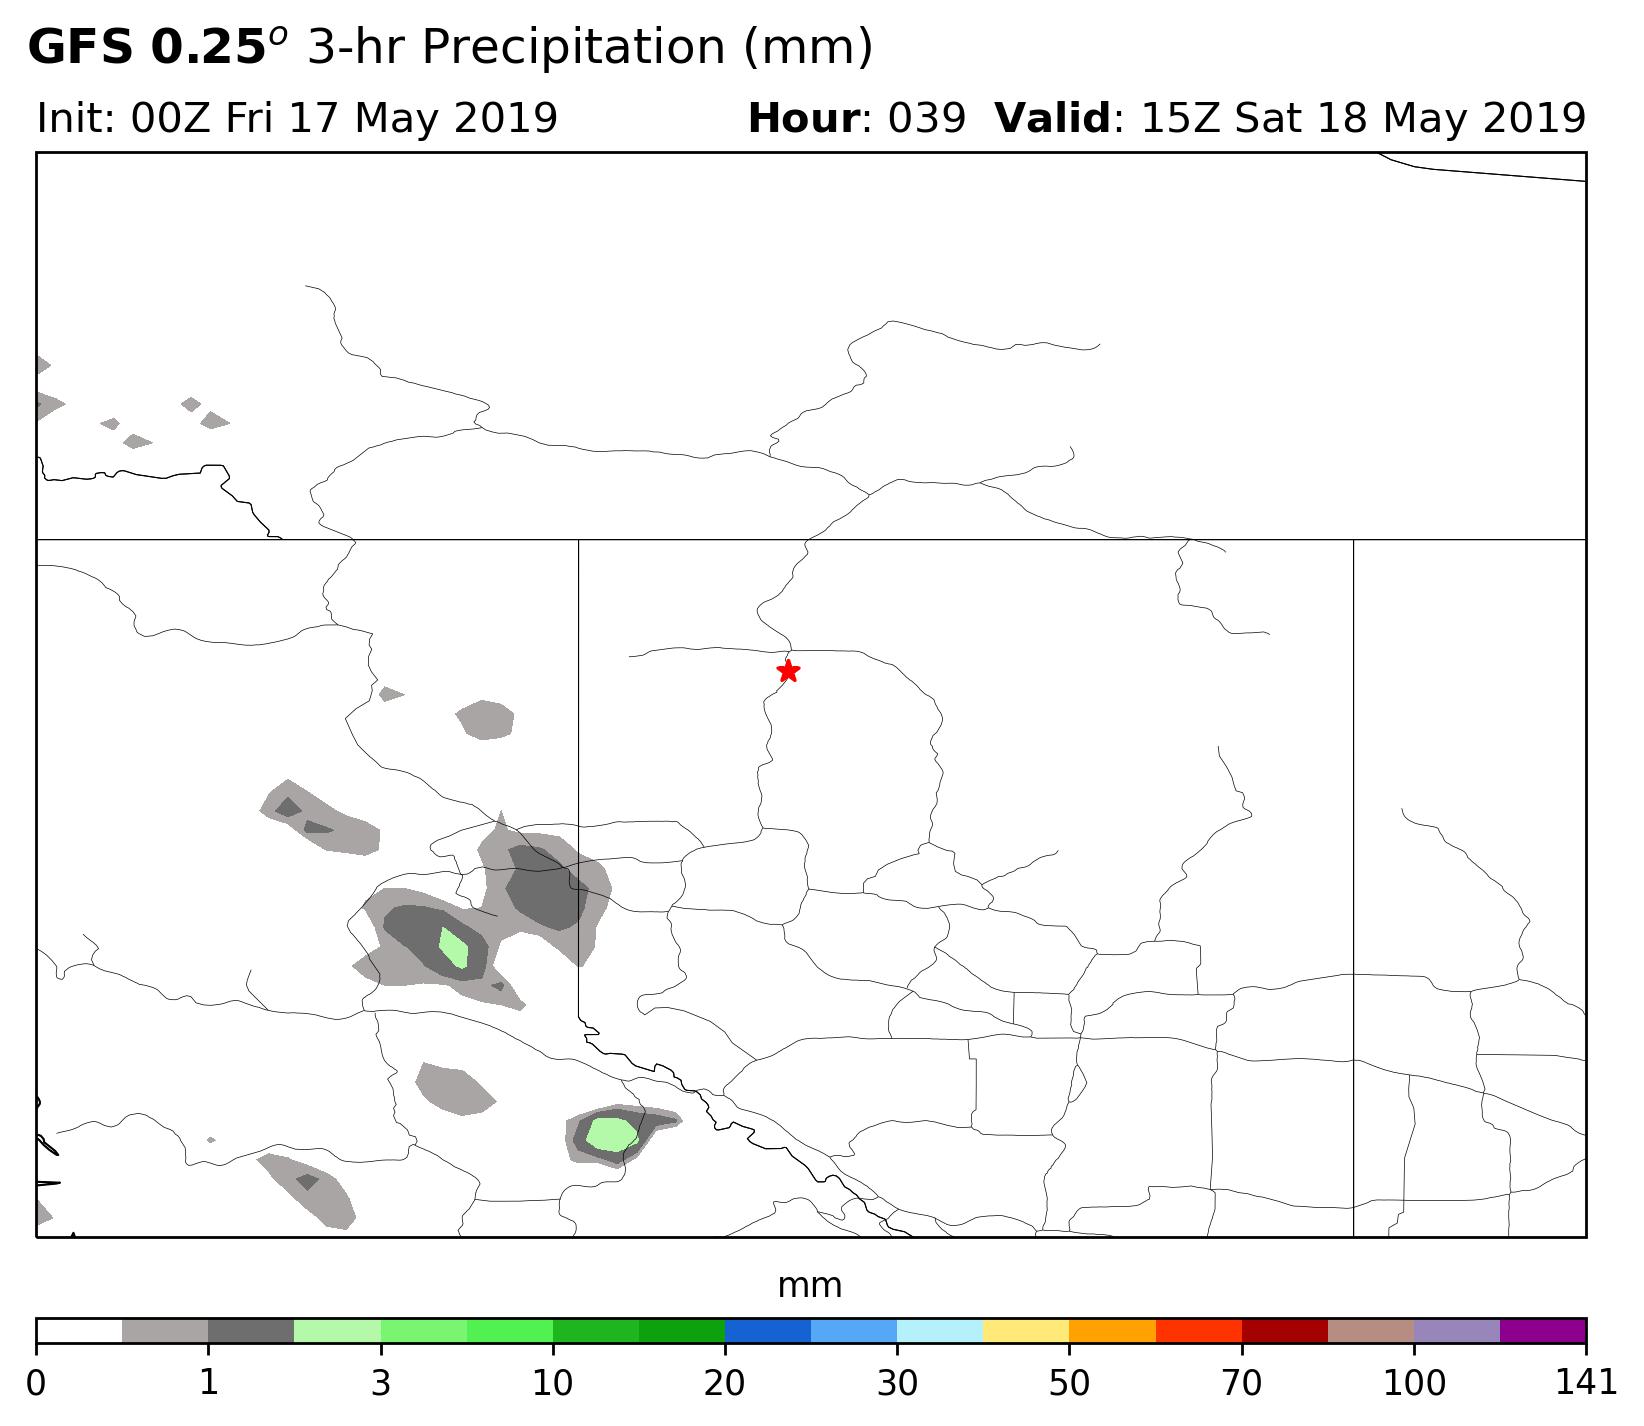 GFS 0.25° 3-hr Precipitation (mm)
Init: 00Z Fri 17 May 2019 Hour: 039 Valid: 15Z Sat 18 May 2019
mm
0 1 3 10 20 30 50 70 100 141